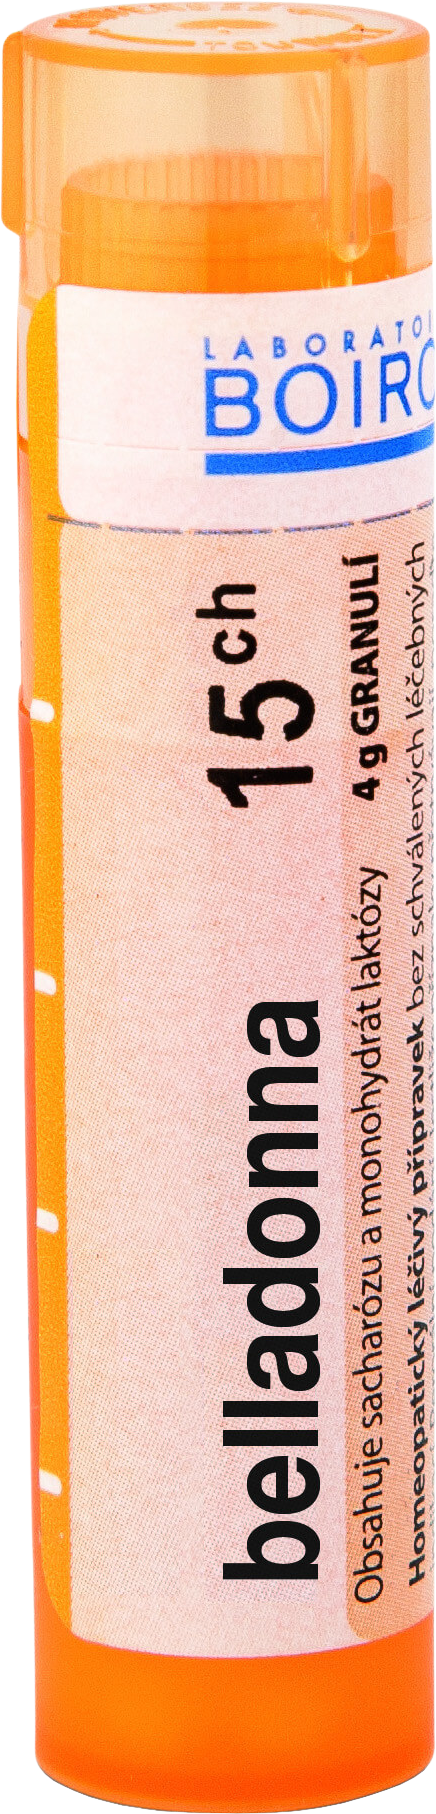 LABORATOI
BOIRO
belladonna 15 ch
Obsahuje sacharózu a monohydrát laktózy 4 g GRANULÍ
Homeopatický léčivý přípravek bez schválených léčebných